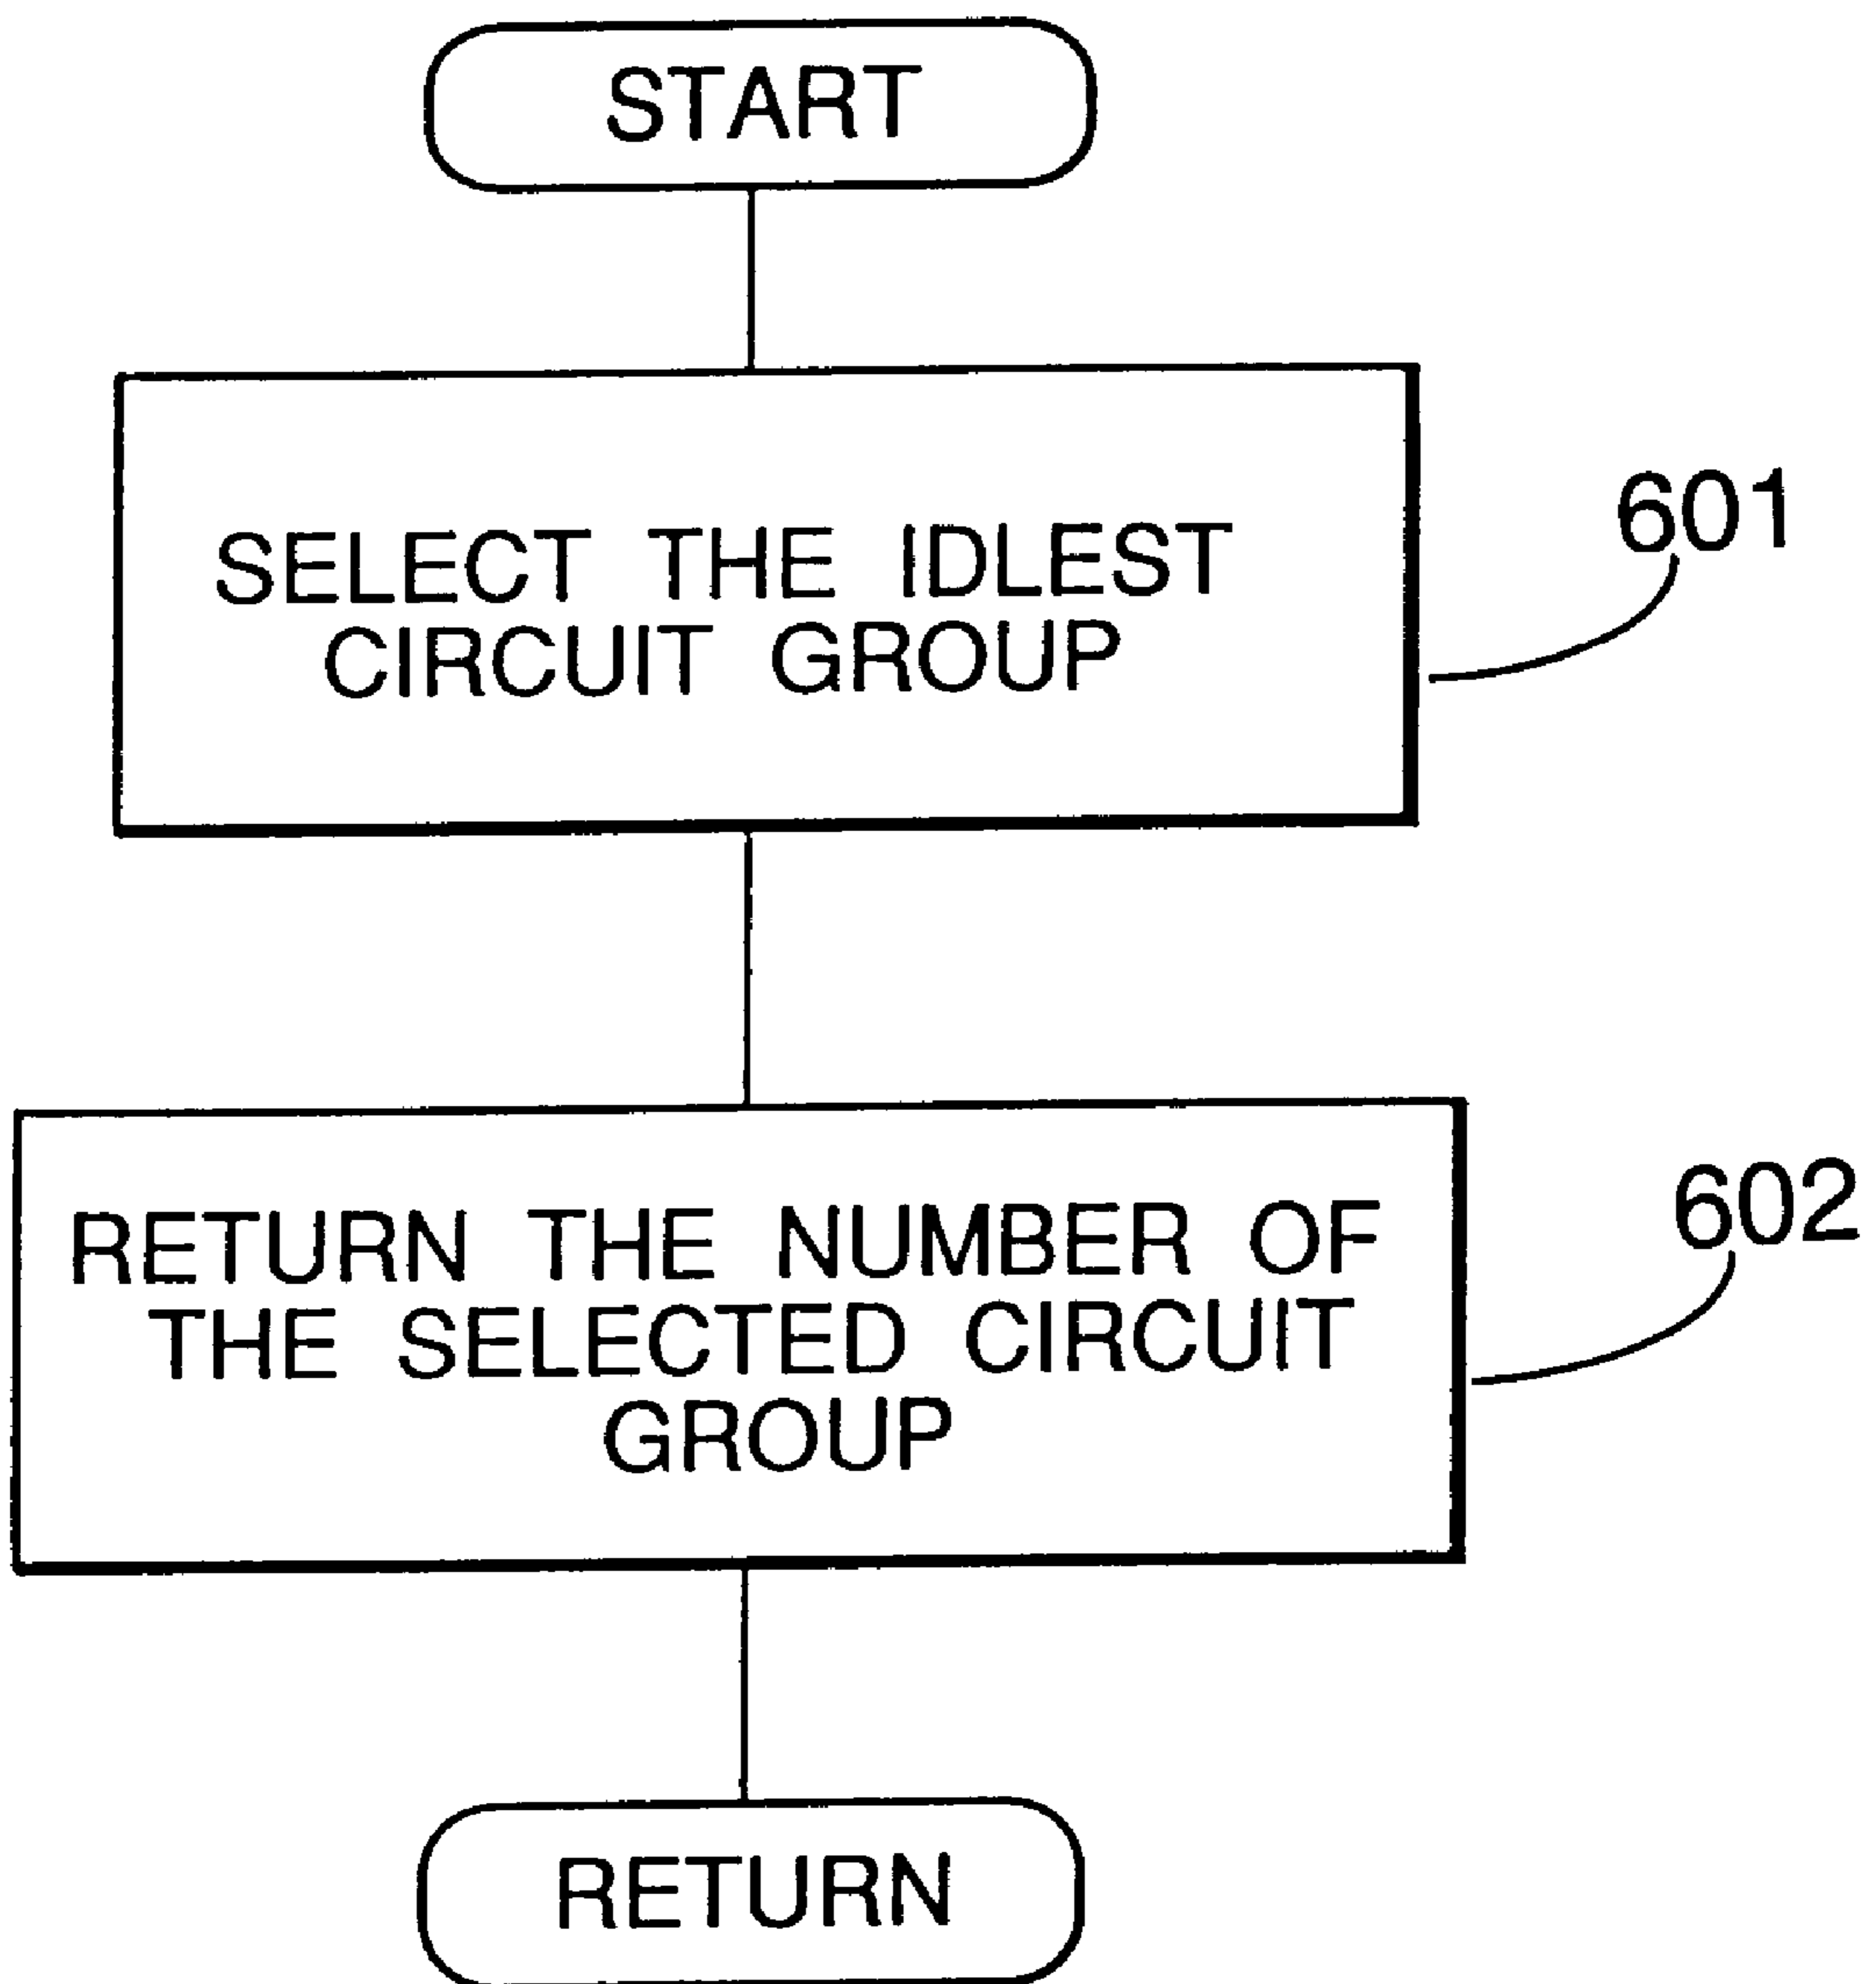 START
SELECT THE IDLEST
CIRCUIT GROUP
601
RETURN THE NUMBER OF
THE SELECTED CIRCUIT
GROUP
602
RETURN